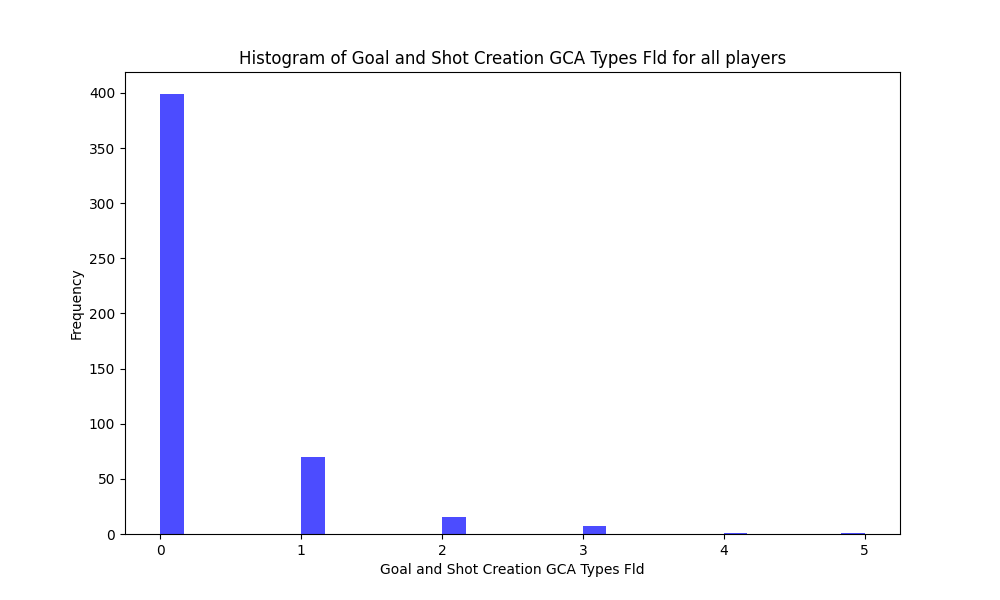 Histogram of Goal and Shot Creation GCA Types Fld for all players
400
350
300
250
200
150
100
50
0
Frequency
0 1 2 3 4 5
Goal and Shot Creation GCA Types Fld